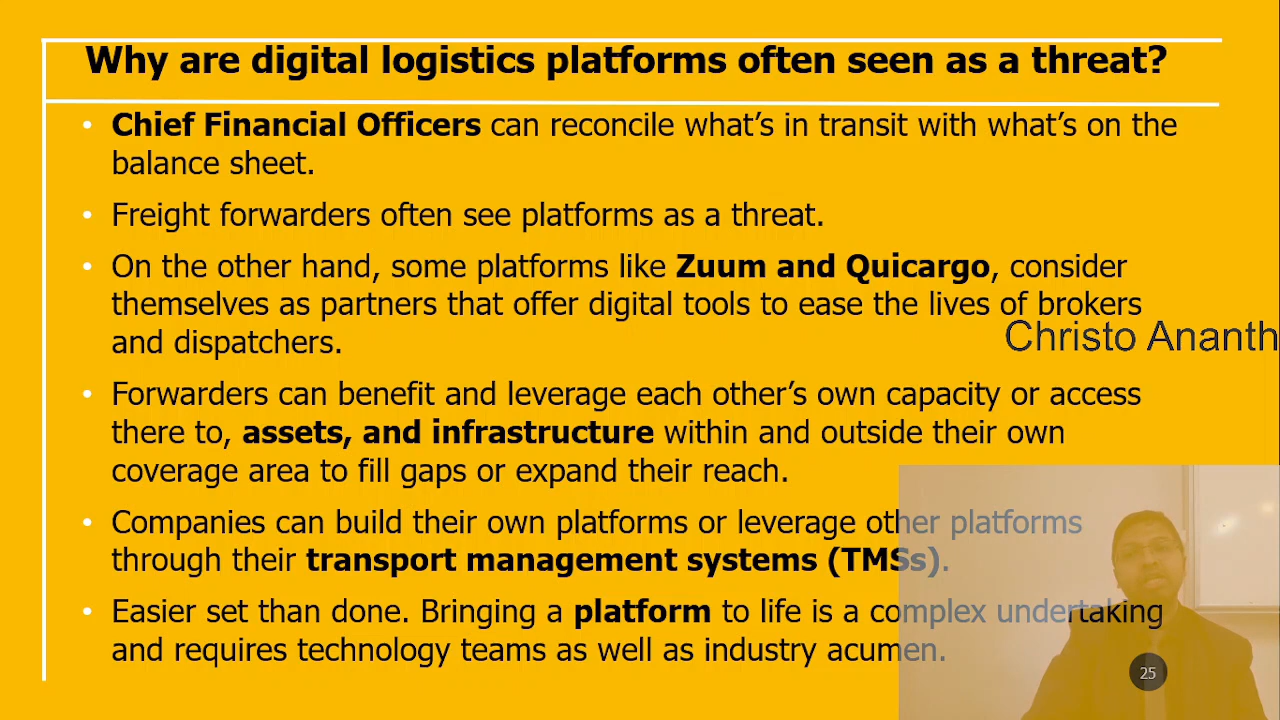 Why are digital logistics platforms often seen as a threat?
• Chief Financial Officers can reconcile what's in transit with what's on the
balance sheet.
• Freight forwarders often see platforms as a threat.
• On the other hand, some platforms like Zuum and Quicargo, consider
themselves as partners that offer digital tools to ease the lives of brokers
and dispatchers.
Christo Ananth
• Forwarders can benefit and leverage each other's own capacity or access
there to, assets, and infrastructure within and outside their own
coverage area to fill gaps or expand their reach.
• Companies can build their own platforms or leverage other platforms
through their transport management systems (TMSs).
• Easier set than done. Bringing a platform to life is a complex undertaking
and requires technology teams as well as industry acumen.
25